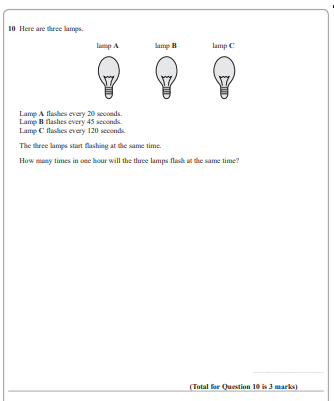 10 Here are three lamps.
lamp A lamp B lamp C
Lamp A flashes every 20 seconds.
Lamp B flashes every 45 seconds.
Lamp C flashes every 120 seconds.
The three lamps start flashing at the same time.
How many times in one hour will the three lamps flash at the same time?
(Total for Question 10 is 3 marks)